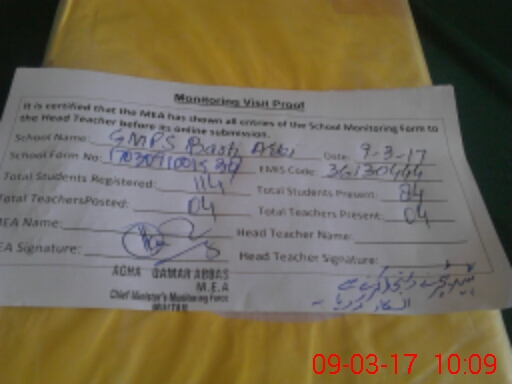 Monitoring Visit Proof
It is certified that the MEA has shown all entries of the School Monitoring Form to
the Head Teacher before its online submission.
School Name: GMPS Basti Date: 9-3-17
School Form No: EMIS Code:
Total Students Registered: 114 Total Students Present: 84
Total Teachers Posted: 04 Total Teachers Present: 04
MEA Name: Head Teacher Name:
MEA Signature: Head Teacher Signature:
AGHA QAMAR ABBAS
M.E.A
Chief Minister's Monitoring Force
09-03-17 10:09